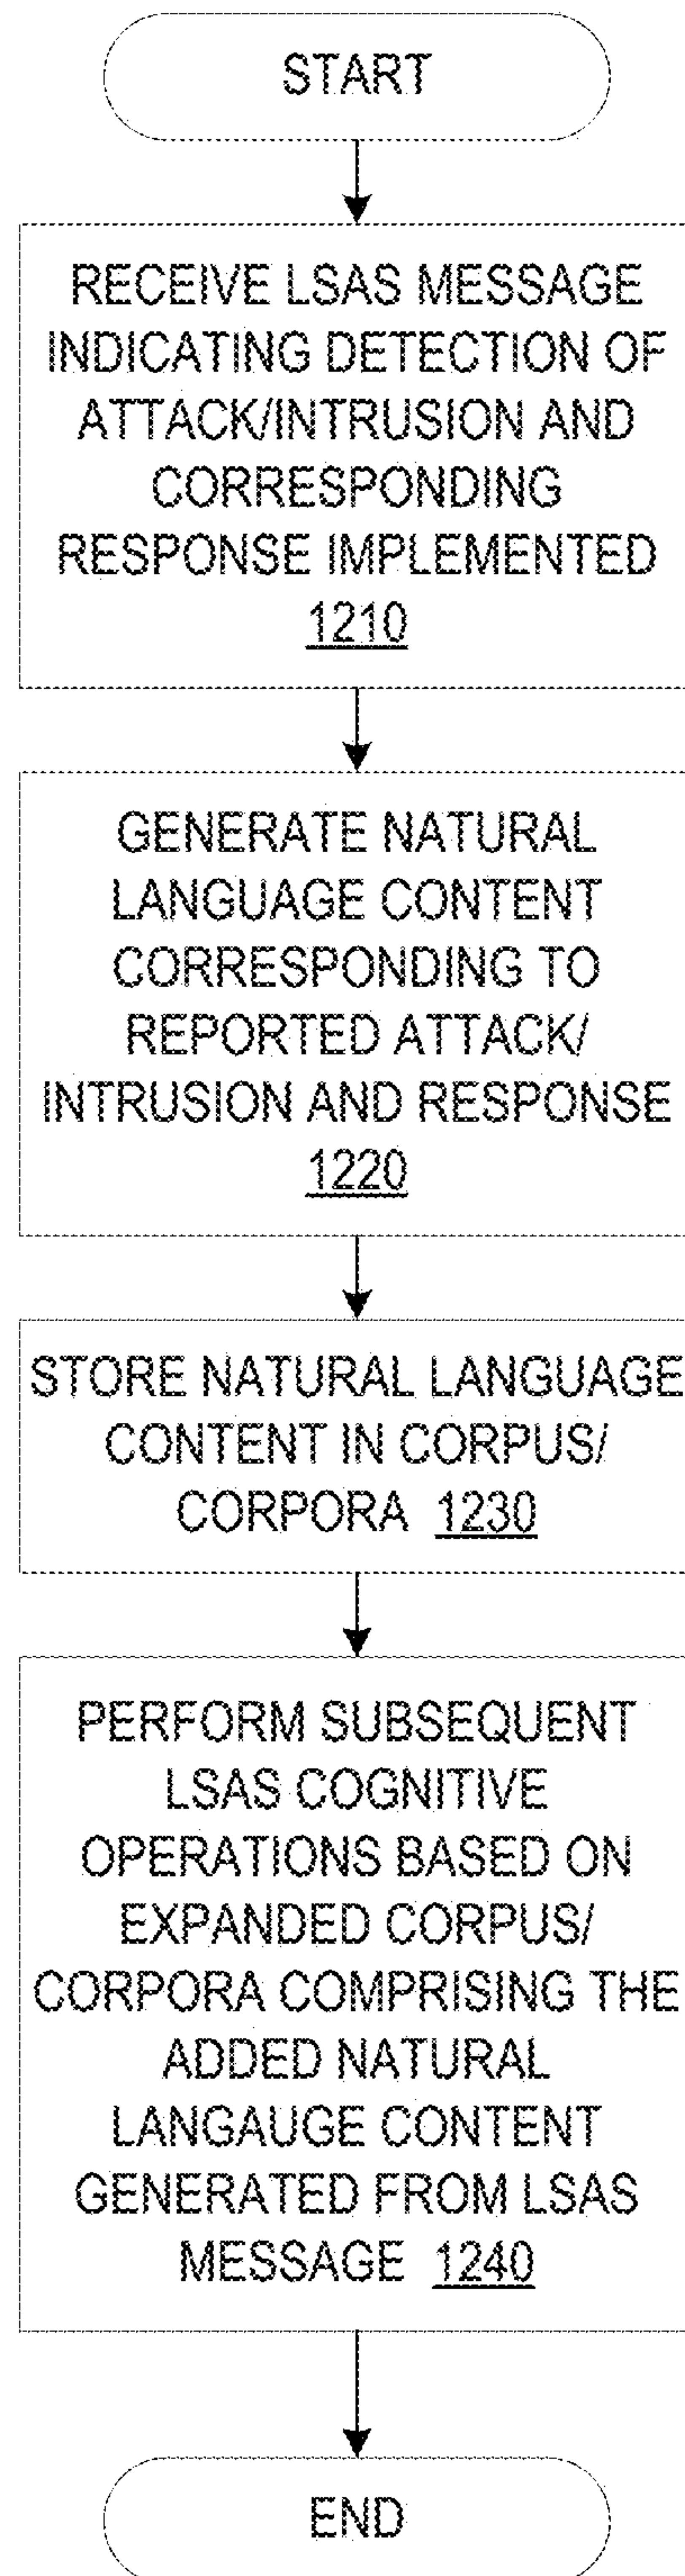 START
RECEIVE LSAS MESSAGE
INDICATING DETECTION OF
ATTACK/INTRUSION AND
CORRESPONDING
RESPONSE IMPLEMENTED
1210
GENERATE NATURAL
LANGUAGE CONTENT
CORRESPONDING TO
REPORTED ATTACK/
INTRUSION AND RESPONSE
1220
STORE NATURAL LANGUAGE
CONTENT IN CORPUS/
CORPORA 1230
PERFORM SUBSEQUENT
LSAS COGNITIVE
OPERATIONS BASED ON
EXPANDED CORPUS/
CORPORA COMPRISING THE
ADDED NATURAL
LANGAUGE CONTENT
GENERATED FROM LSAS
MESSAGE 1240
END